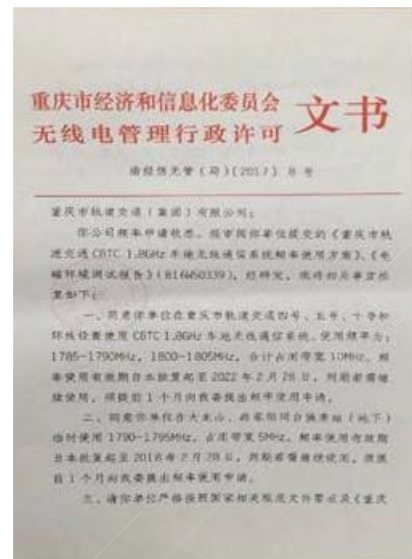 重庆市经济和信息化委员会
无线电管理行政许可 文书
渝经信无管(局)[2017] 8 号
重庆市轨道交通(集团)有限公司:
你公司频率申请收悉。经审阅你单位提交的《重庆市轨
道交通CBTC 1.8GHz车地无线通信系统频率使用方案》、《电
磁环境测试报告》(B16W50339),经研究,现将相关事宜批
复如下:
一、同意你单位在重庆市轨道交通四号、五号、十号和
环线设置使用CBTC 1.8GHz车地无线通信系统。使用频率为:
1785-1790MHz,1800-1805MHz,合计占用带宽10MHz。频
率使用有效期自本批复起至2022年2月28日,到期若需继
续使用,须提前1个月向我委提出频率使用申请。
二、同意你单位在大龙山、
临时使用1790-1795MHz,占用带宽5MHz。频率使用有效期
自本批复起至2018年2月28日,到期若需继续使用,须提
前1个月向我委提出频率使用申请。
三、请你单位严格按照国家相关规范文件要求及《重庆